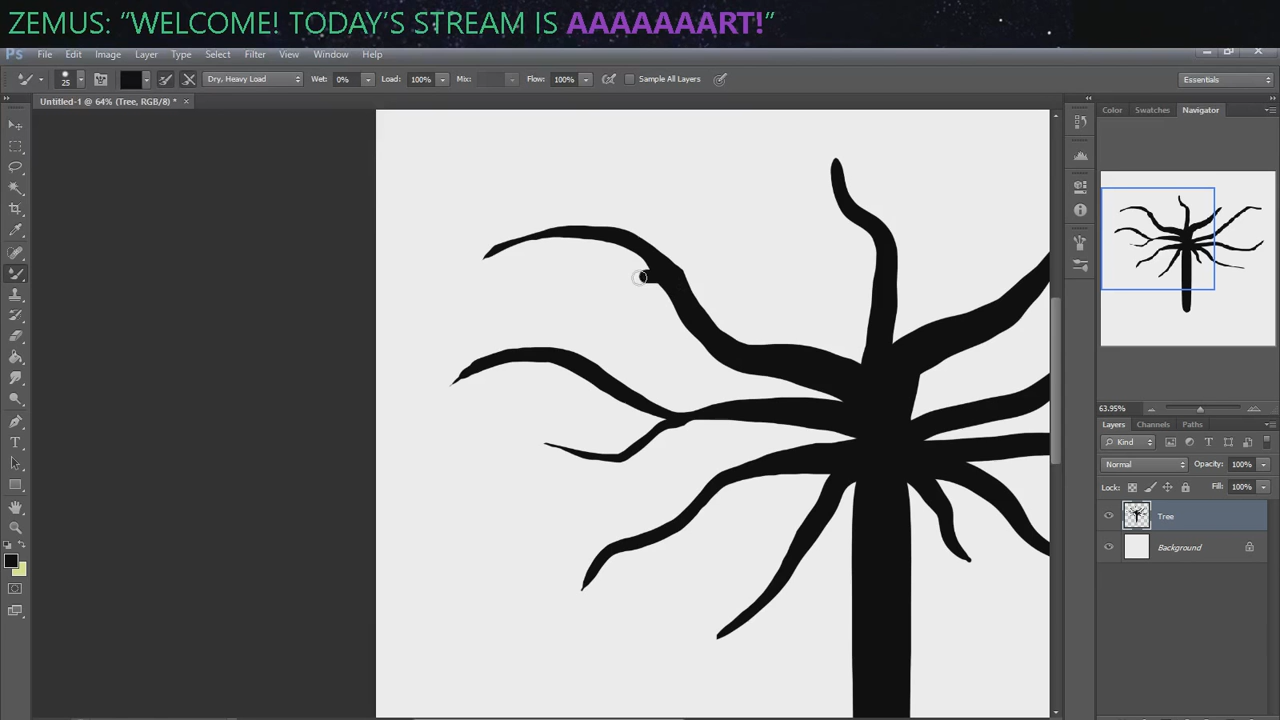 ZEMUS: “WELCOME! TODAY’S STREAM IS AAAAAAART!”
Ps File Edit Image Layer Type Select Filter View Window Help
25 Dry, Heavy Load Wet: 0% Load: 100% Mix: Flow: 100% Sample All Layers Essentials
Untitled-1 @ 64% (Tree, RGB/8) * ×
Color Swatches Navigator
63.95%
Layers Channels Paths
Kind
Normal Opacity: 100%
Lock: Fill: 100%
Tree
Background